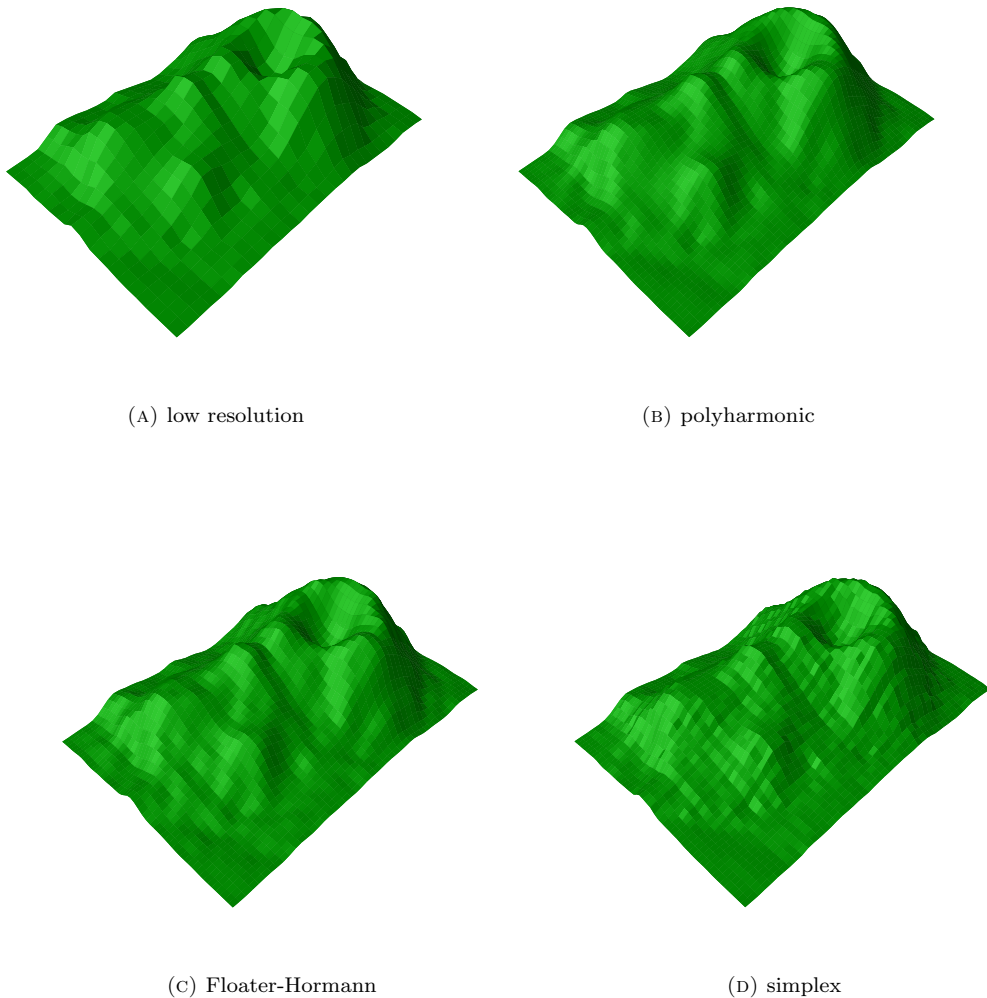 (A) low resolution
(B) polyharmonic
(C) Floater-Hormann
(D) simplex